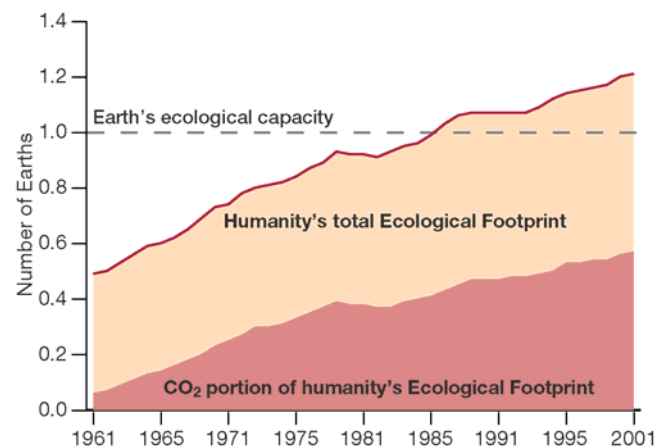 1.4
1.2
Earth's ecological capacity
1.0
0.8
Number of Earths
Humanity's total Ecological Footprint
0.6
0.4
0.2
CO₂ portion of humanity's Ecological Footprint
0.0
1961 1965 1971 1975 1981 1985 1991 1995 2001